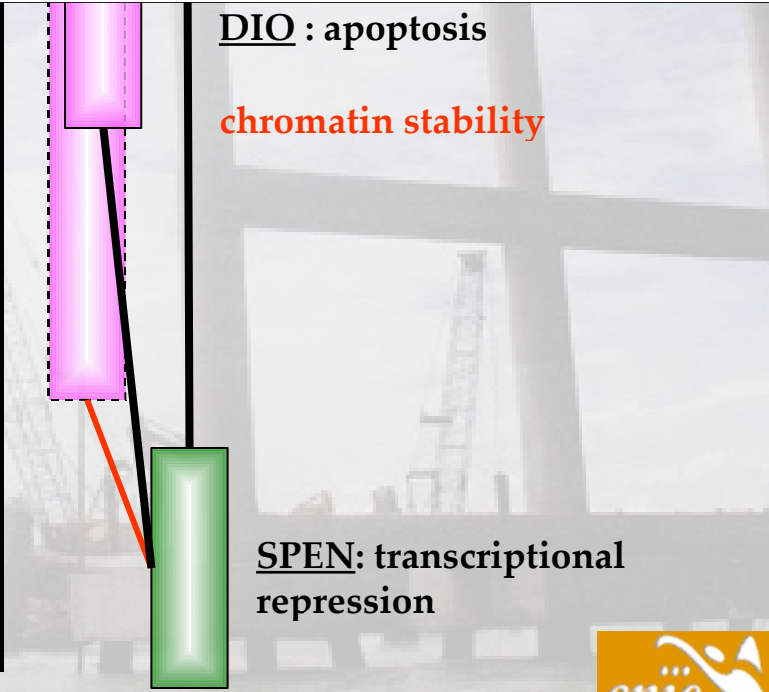 DIO : apoptosis
chromatin stability
SPEN: transcriptional
repression